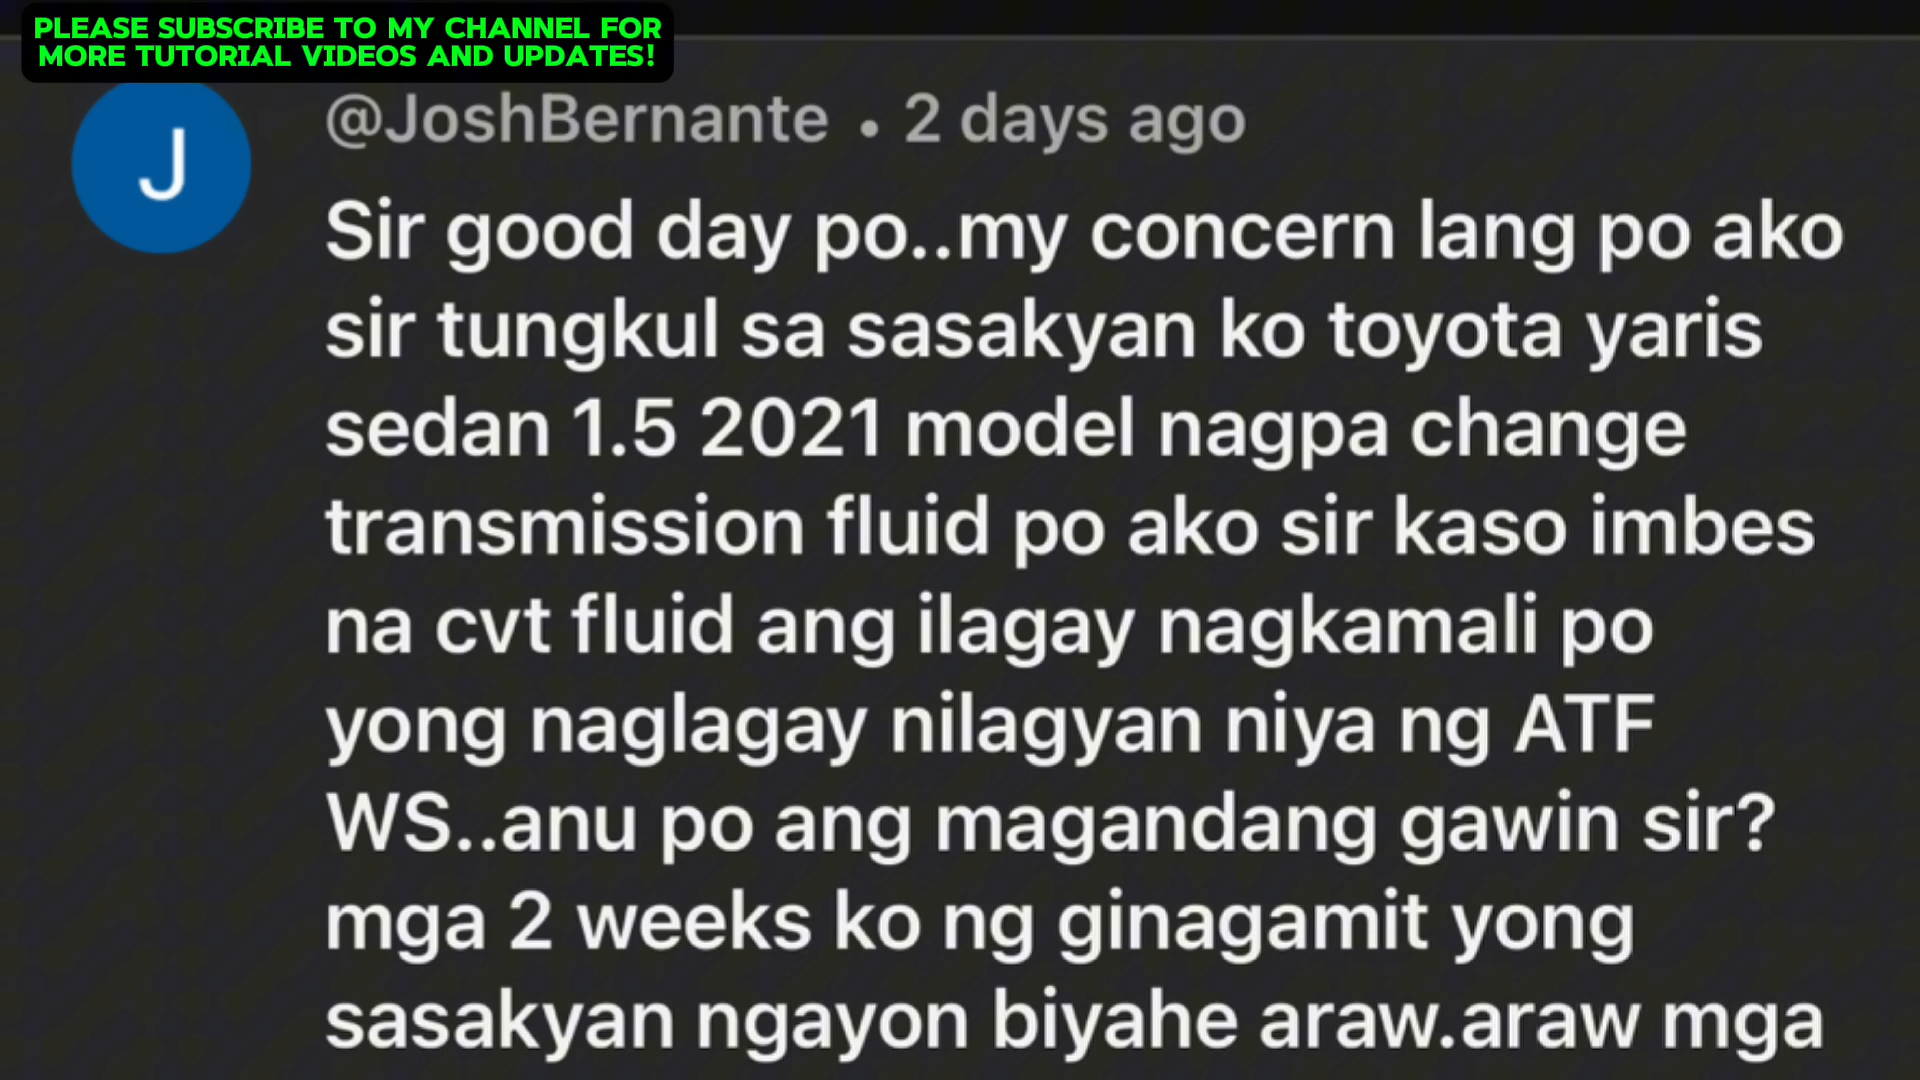 PLEASE SUBSCRIBE TO MY CHANNEL FOR
MORE TUTORIAL VIDEOS AND UPDATES!
J
@JoshBernante • 2 days ago
Sir good day po..my concern lang po ako
sir tungkul sa sasakyan ko toyota yaris
sedan 1.5 2021 model nagpa change
transmission fluid po ako sir kaso imbes
na cvt fluid ang ilagay nagkamali po
yong naglagay nilagyan niya ng ATF
WS..anu po ang magandang gawin sir?
mga 2 weeks ko ng ginagamit yong
sasakyan ngayon biyahe araw.araw mga